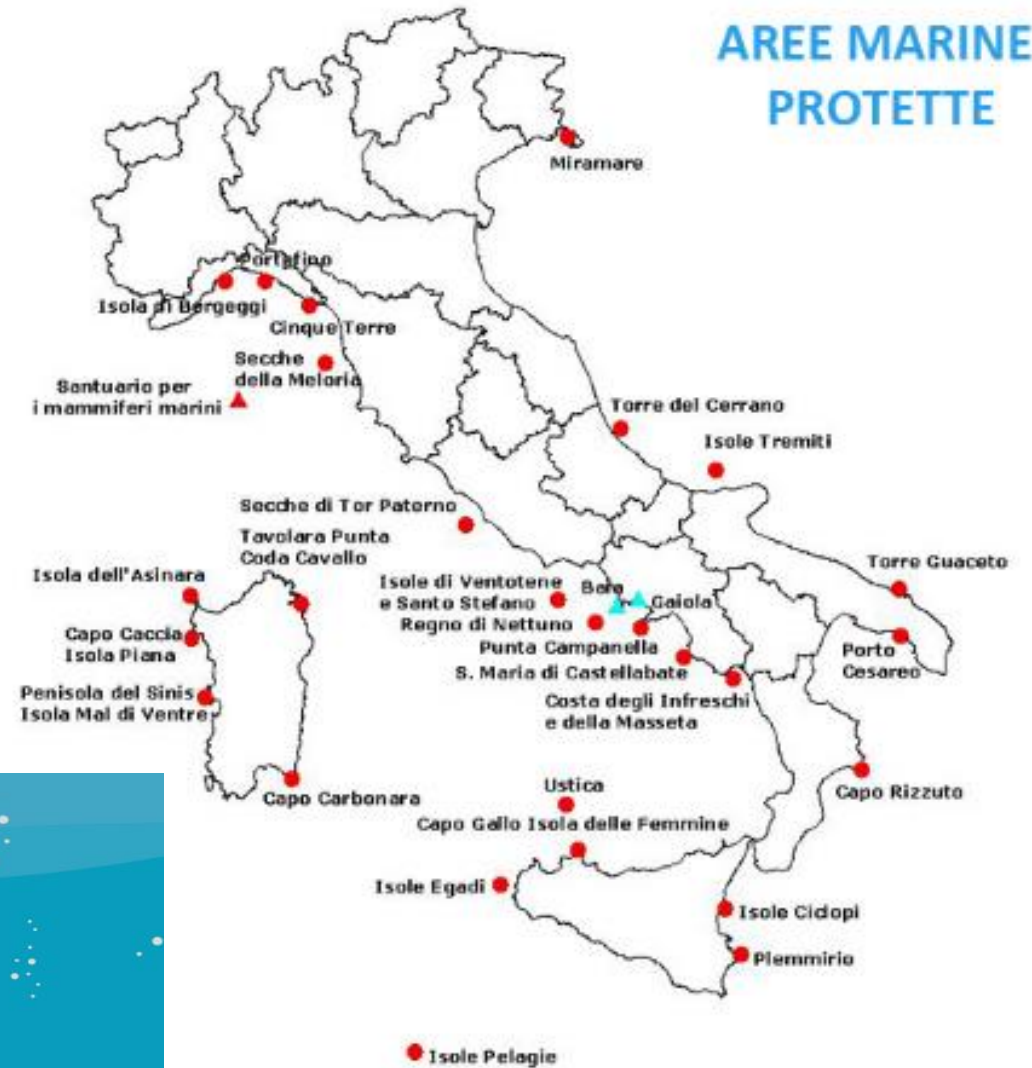 AREE MARINE
PROTETTE
Miramare
Portofino
Isola di Bergeggi
Cinque Terre
Secche
della Meloria
Santuario per
i mammiferi marini
Torre del Cerrano
Isole Tremiti
Secche di Tor Paterno
Tavolara Punta
Coda Cavallo
Isola dell'Asinara
Torre Guaceto
Isole di Ventotene
e Santo Stefano
Baia
Gaiola
Regno di Nettuno
Capo Caccia
Isola Piana
Punta Campanella
S. Maria di Castellabate
Porto
Cesareo
Penisola del Sinis
Isola Mal di Ventre
Costa degli Infreschi
e della Masseta
Capo Carbonara
Ustica
Capo Rizzuto
Capo Gallo Isola delle Femmine
Isole Egadi
Isole Ciclopi
Plemmirio
Isole Pelagie